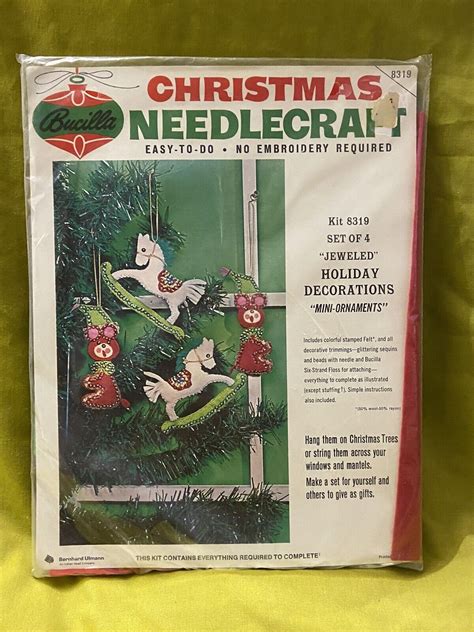 8319
Bucilla
CHRISTMAS
NEEDLECRAFT
EASY-TO-DO • NO EMBROIDERY REQUIRED
Kit 8319
SET OF 4
"JEWELED"
HOLIDAY
DECORATIONS
"MINI-ORNAMENTS"
Includes colorful stamped Felt*, and all
decorative trimmings—glittering sequins
and beads with needle and Bucilla
Six-Strand Floss for attaching—
everything to complete as illustrated
(except stuffing†). Simple instructions
also included.
Hang them on Christmas Trees
or string them across your
windows and mantels.
Make a set for yourself and
others to give as gifts.
Bernhard Ulmann
THIS KIT CONTAINS EVERYTHING REQUIRED TO COMPLETE†